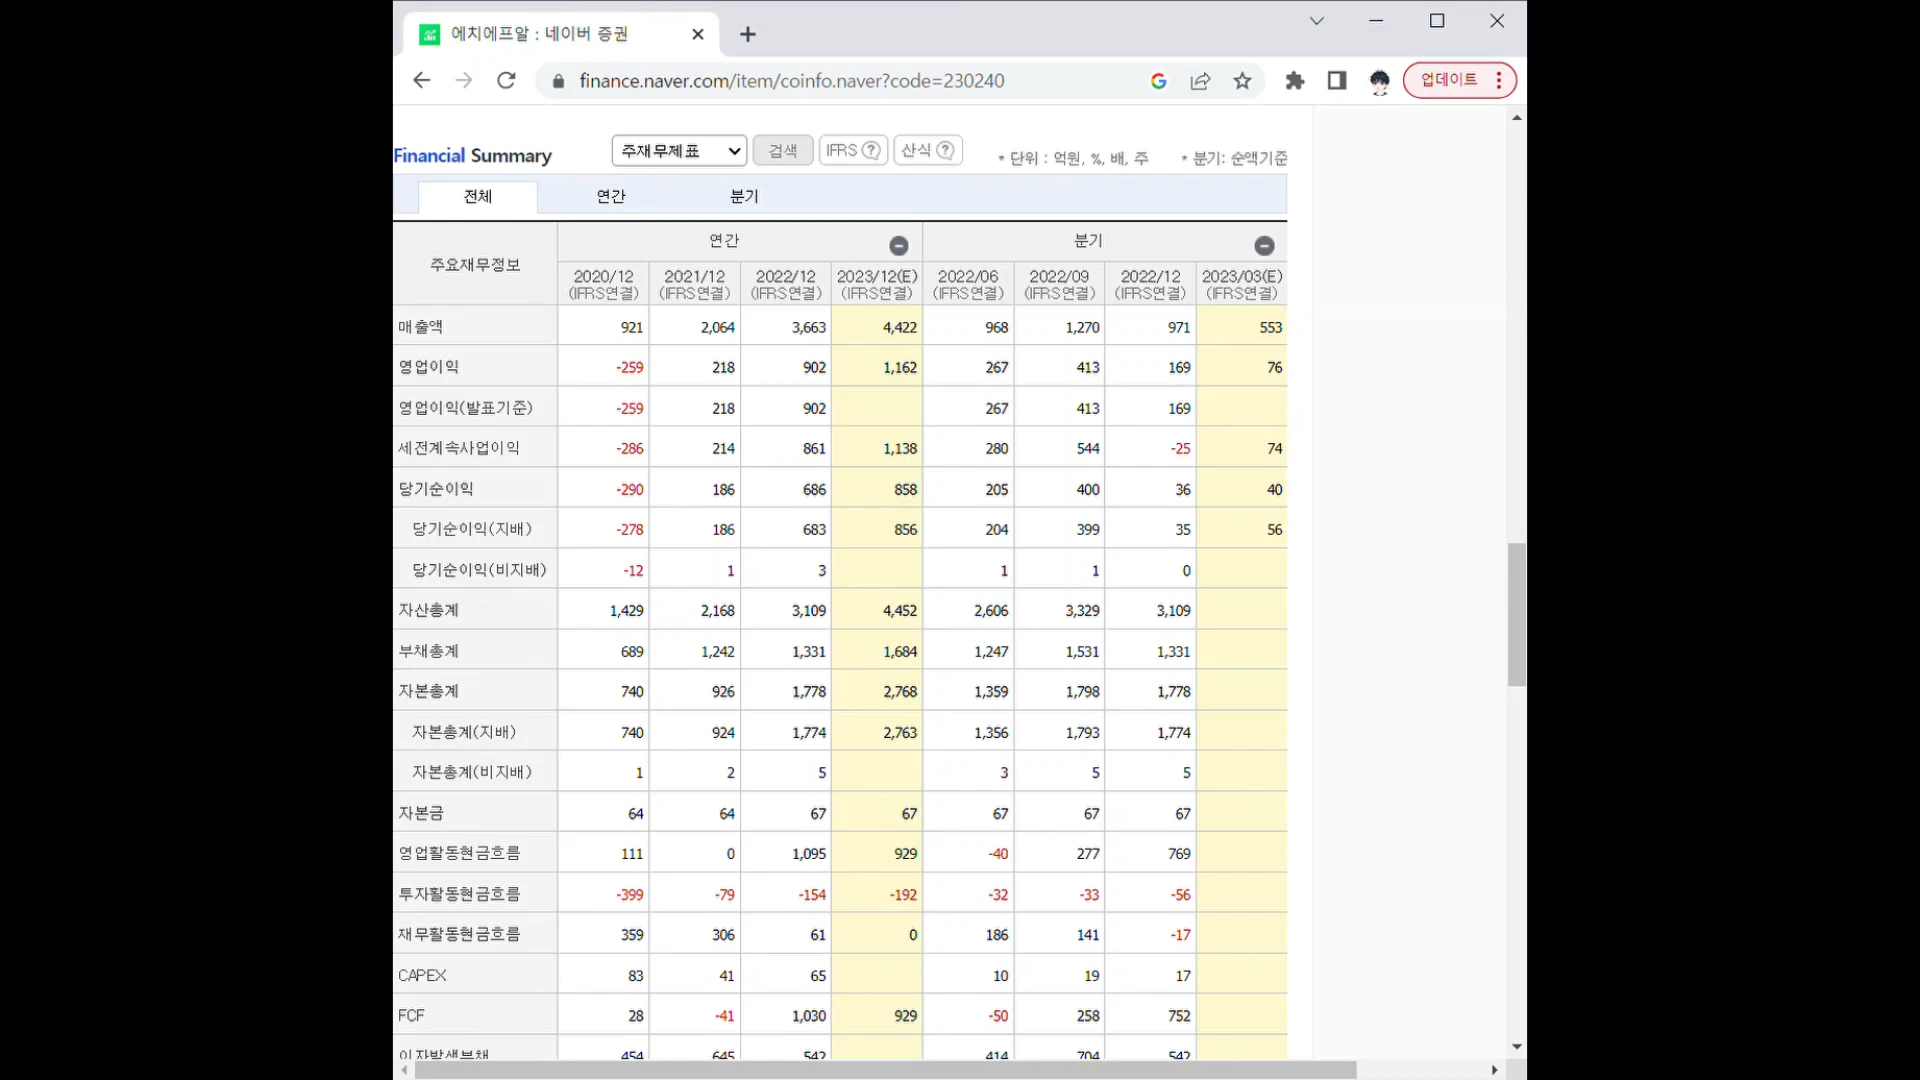 에치에프알 : 네이버 증권
finance.naver.com/item/coinfo.naver?code=230240
업데이트
Financial Summary
주재무제표
검색
IFRS ?
산식 ?
* 단위 : 억원, %, 배, 주
* 분기: 순액기준
전체 연간 분기
주요재무정보 연간 분기
2020/12 2021/12 2022/12 2023/12(E) 2022/06 2022/09 2022/12 2023/03(E)
(IFRS연결) (IFRS연결) (IFRS연결) (IFRS연결) (IFRS연결) (IFRS연결) (IFRS연결) (IFRS연결)
매출액 921 2,064 3,663 4,422 968 1,270 971 553
영업이익 -259 218 902 1,162 267 413 169 76
영업이익(발표기준) -259 218 902 267 413 169
세전계속사업이익 -286 214 861 1,138 280 544 -25 74
당기순이익 -290 186 686 858 205 400 36 40
당기순이익(지배) -278 186 683 856 204 399 35 56
당기순이익(비지배) -12 1 3 1 1 0
자산총계 1,429 2,168 3,109 4,452 2,606 3,329 3,109
부채총계 689 1,242 1,331 1,684 1,247 1,531 1,331
자본총계 740 926 1,778 2,768 1,359 1,798 1,778
자본총계(지배) 740 924 1,774 2,763 1,356 1,793 1,774
자본총계(비지배) 1 2 5 3 5 5
자본금 64 64 67 67 67 67 67
영업활동현금흐름 111 0 1,095 929 -40 277 769
투자활동현금흐름 -399 -79 -154 -192 -32 -33 -56
재무활동현금흐름 359 306 61 0 186 141 -17
CAPEX 83 41 65 10 19 17
FCF 28 -41 1,030 929 -50 258 752
이자발생부채 454 645 542 414 704 542